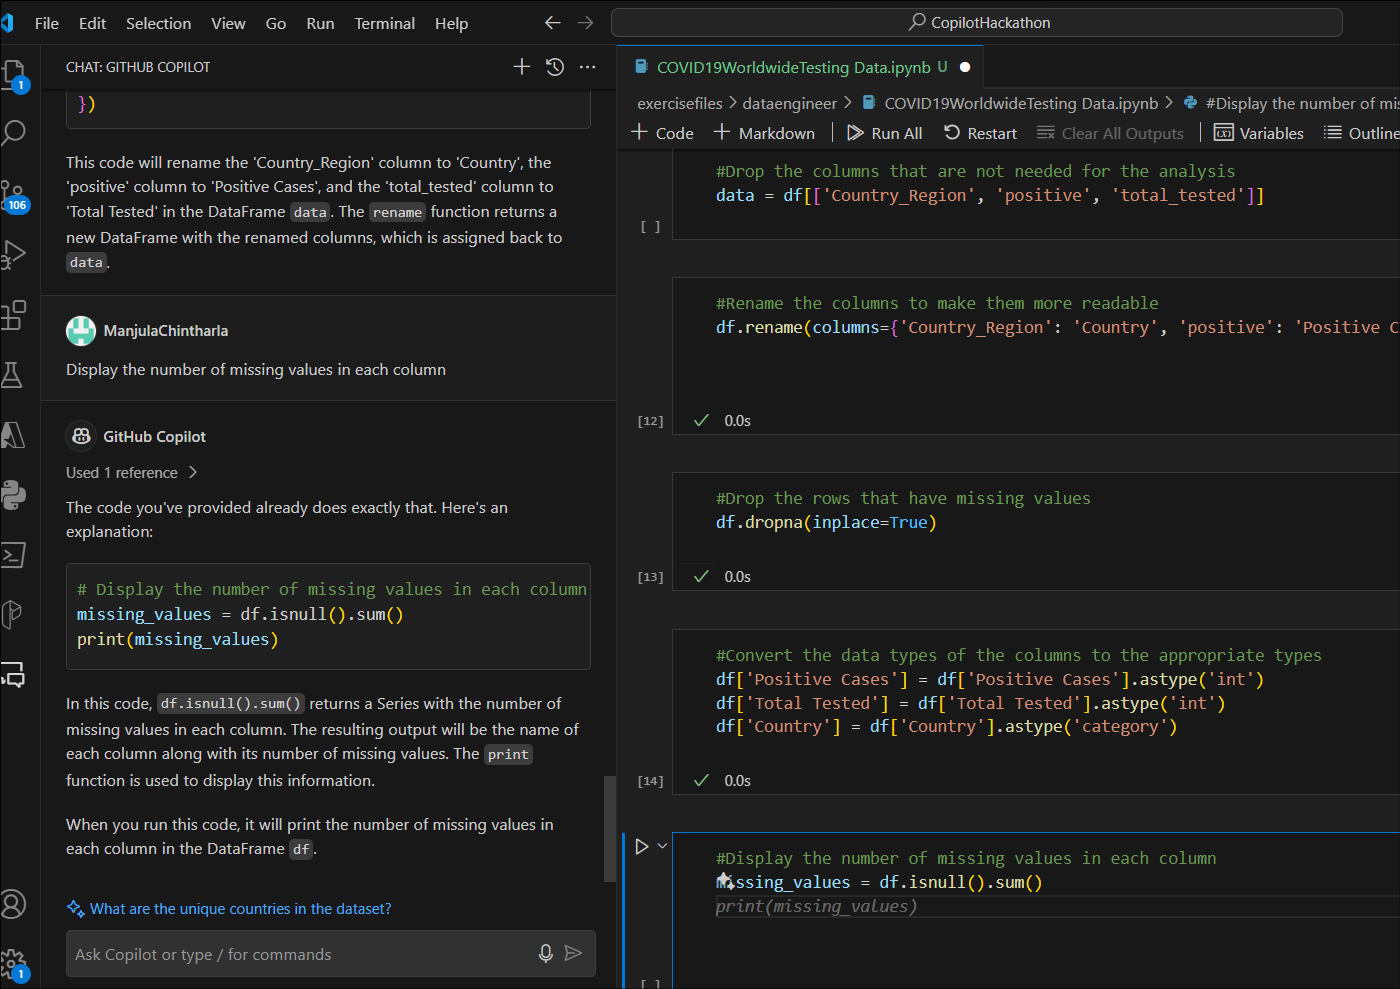 File Edit Selection View Go Run Terminal Help
CopilotHackathon
1
106
1
CHAT: GITHUB COPILOT
})
This code will rename the 'Country_Region' column to 'Country', the
'positive' column to 'Positive Cases', and the 'total_tested' column to
'Total Tested' in the DataFrame data. The rename function returns a
new DataFrame with the renamed columns, which is assigned back to
data.
ManjulaChintharla
Display the number of missing values in each column
GitHub Copilot
Used 1 reference
The code you've provided already does exactly that. Here's an
explanation:
# Display the number of missing values in each column
missing_values = df.isnull().sum()
print(missing_values)
In this code, df.isnull().sum() returns a Series with the number of
missing values in each column. The resulting output will be the name of
each column along with its number of missing values. The print
function is used to display this information.
When you run this code, it will print the number of missing values in
each column in the DataFrame df.
What are the unique countries in the dataset?
Ask Copilot or type / for commands
COVID19WorldwideTesting Data.ipynb U
exercisefiles > dataengineer > COVID19WorldwideTesting Data.ipynb > #Display the number of mis
+ Code + Markdown Run All Restart Clear All Outputs Variables Outline
#Drop the columns that are not needed for the analysis
data = df[['Country_Region', 'positive', 'total_tested']]
[ ]
#Rename the columns to make them more readable
df.rename(columns={'Country_Region': 'Country', 'positive': 'Positive C
[12] 0.0s
#Drop the rows that have missing values
df.dropna(inplace=True)
[13] 0.0s
#Convert the data types of the columns to the appropriate types
df['Positive Cases'] = df['Positive Cases'].astype('int')
df['Total Tested'] = df['Total Tested'].astype('int')
df['Country'] = df['Country'].astype('category')
[14] 0.0s
#Display the number of missing values in each column
missing_values = df.isnull().sum()
print(missing_values)
[ ]